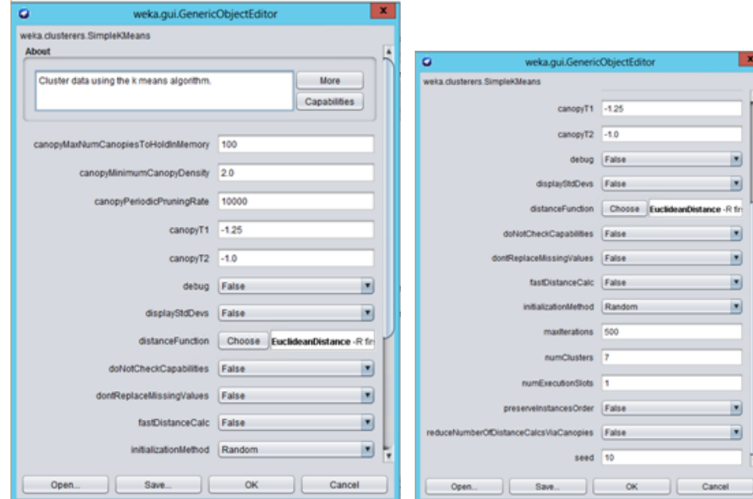 weka.gui.GenericObjectEditor
weka.clusterers.SimpleKMeans
About
Cluster data using the k means algorithm.
More
Capabilities
canopyMaxNumCanopiesToHoldInMemory 100
canopyMinimumCanopyDensity 2.0
canopyPeriodicPruningRate 10000
canopyT1 -1.25
canopyT2 -1.0
debug False
displayStdDevs False
distanceFunction Choose EuclideanDistance -R fir
doNotCheckCapabilities False
dontReplaceMissingValues False
fastDistanceCalc False
initializationMethod Random
Open... Save... OK Cancel
weka.gui.GenericObjectEditor
weka.clusterers.SimpleKMeans
canopyT1 -1.25
canopyT2 -1.0
debug False
displayStdDevs False
distanceFunction Choose EuclideanDistance -R fir
doNotCheckCapabilities False
dontReplaceMissingValues False
fastDistanceCalc False
initializationMethod Random
maxIterations 500
numClusters 7
numExecutionSlots 1
preserveInstancesOrder False
reduceNumberOfDistanceCalcsViaCanopies False
seed 10
Open... Save... OK Cancel